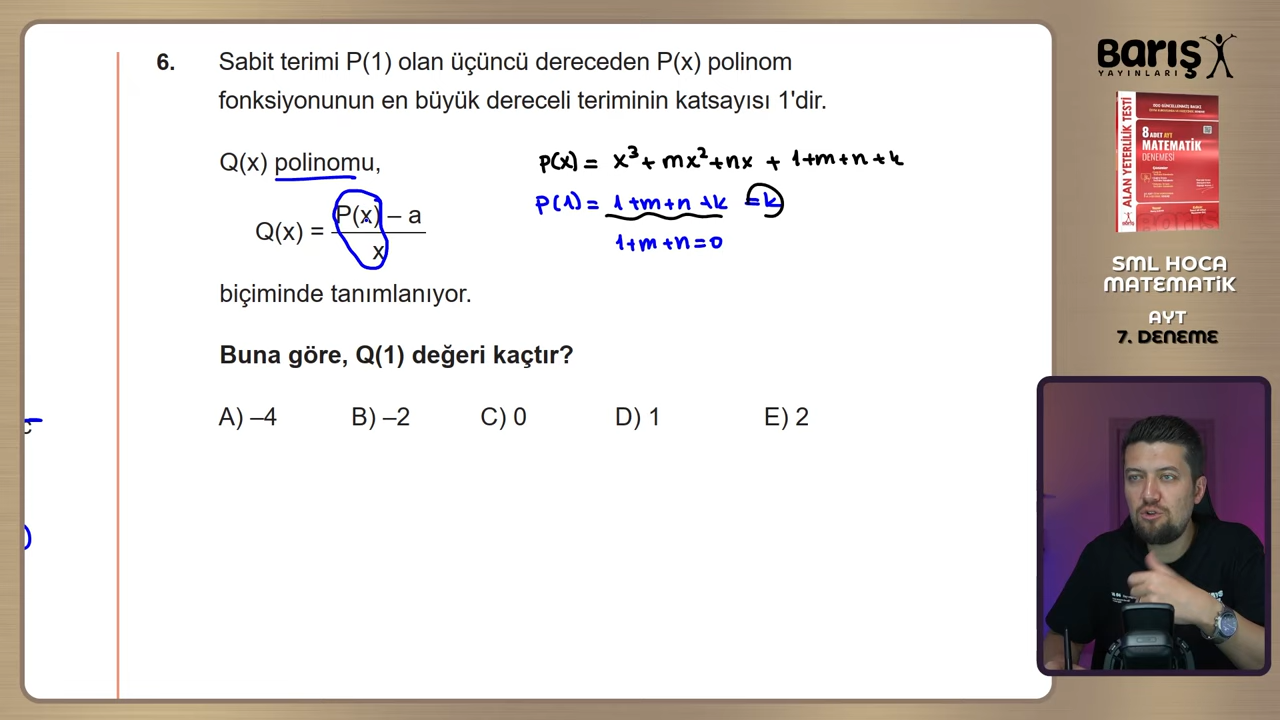 6. Sabit terimi P(1) olan üçüncü dereceden P(x) polinom
fonksiyonunun en büyük dereceli teriminin katsayısı 1'dir.
Q(x) polinomu,
P(x) = x³ + mx² + nx + 1+m+n+k
P(1) = 1+m+n+k = k
1+m+n=0
Q(x) = P(x) – a / x
biçiminde tanımlanıyor.
Buna göre, Q(1) değeri kaçtır?
A) –4 B) –2 C) 0 D) 1 E) 2
BARIŞ
YAYINLARI
ALAN YETERLİLİK TESTİ
8 ADET AYT
MATEMATİK
DENEMESİ
BARIŞ
SML HOCA
MATEMATİK
AYT
7. DENEME